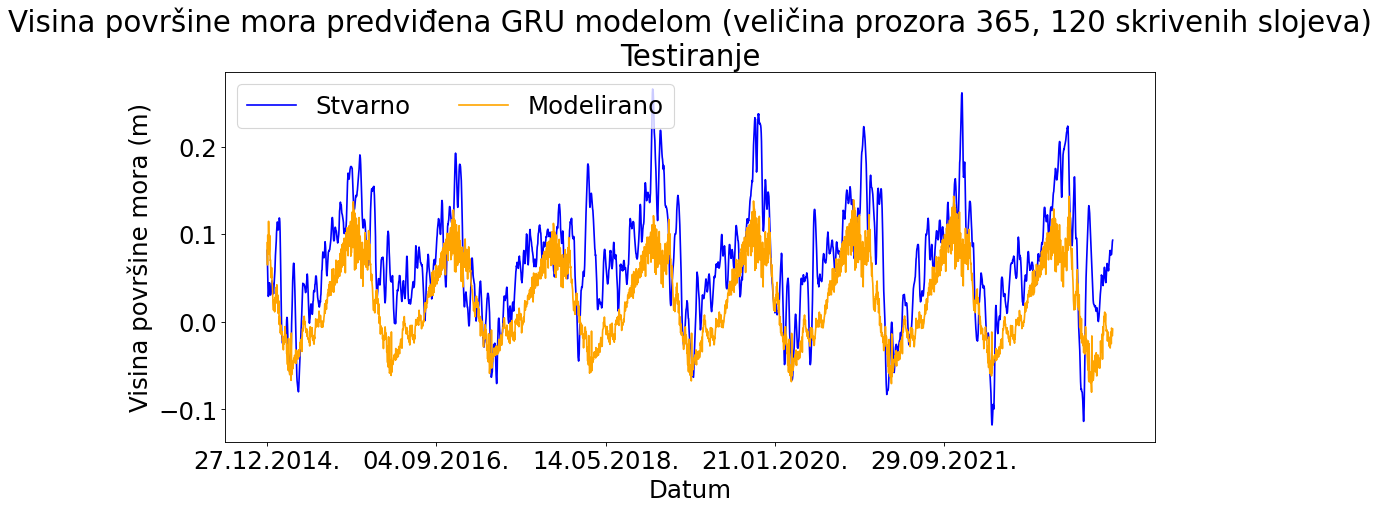 Visina površine mora predviđena GRU modelom (veličina prozora 365, 120 skrivenih slojeva)
Testiranje
Stvarno
Modelirano
Visina površine mora (m)
0.2
0.1
0.0
−0.1
27.12.2014.
04.09.2016.
14.05.2018.
21.01.2020.
29.09.2021.
Datum